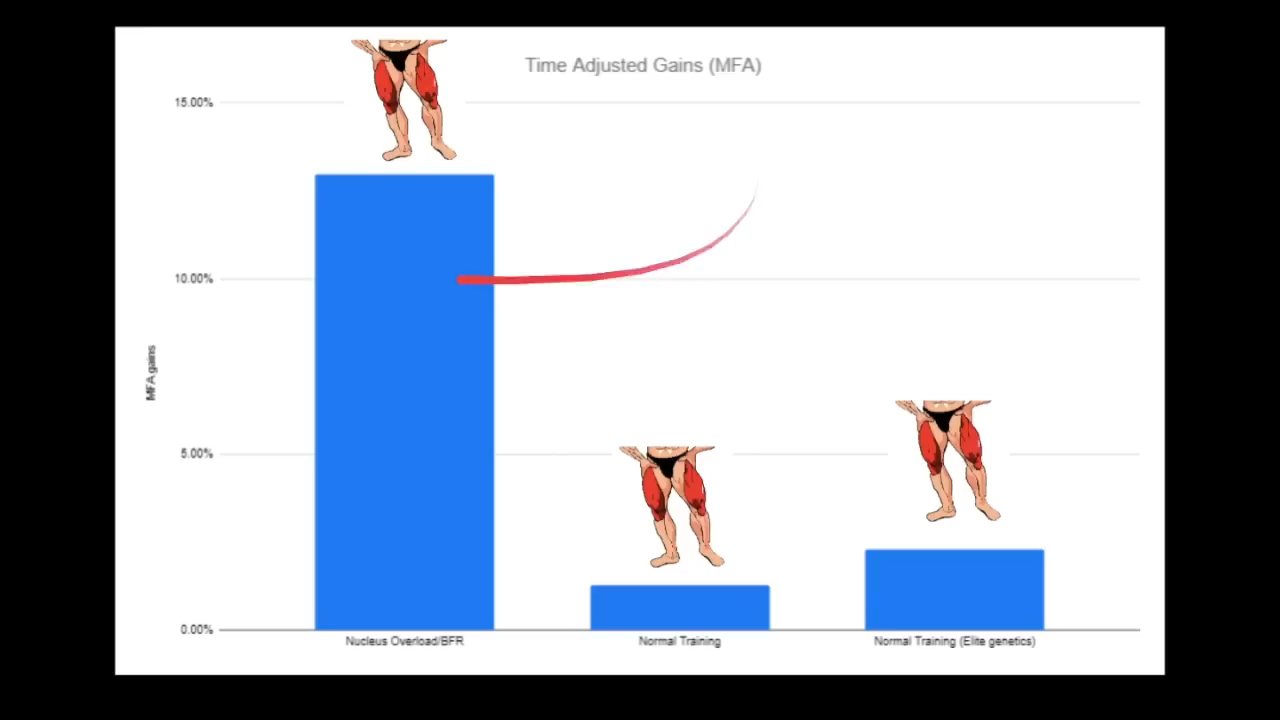 Time Adjusted Gains (MFA)
15.00%
10.00%
5.00%
0.00%
MFA gains
Nucleus Overload/BFR
Normal Training
Normal Training (Elite genetics)